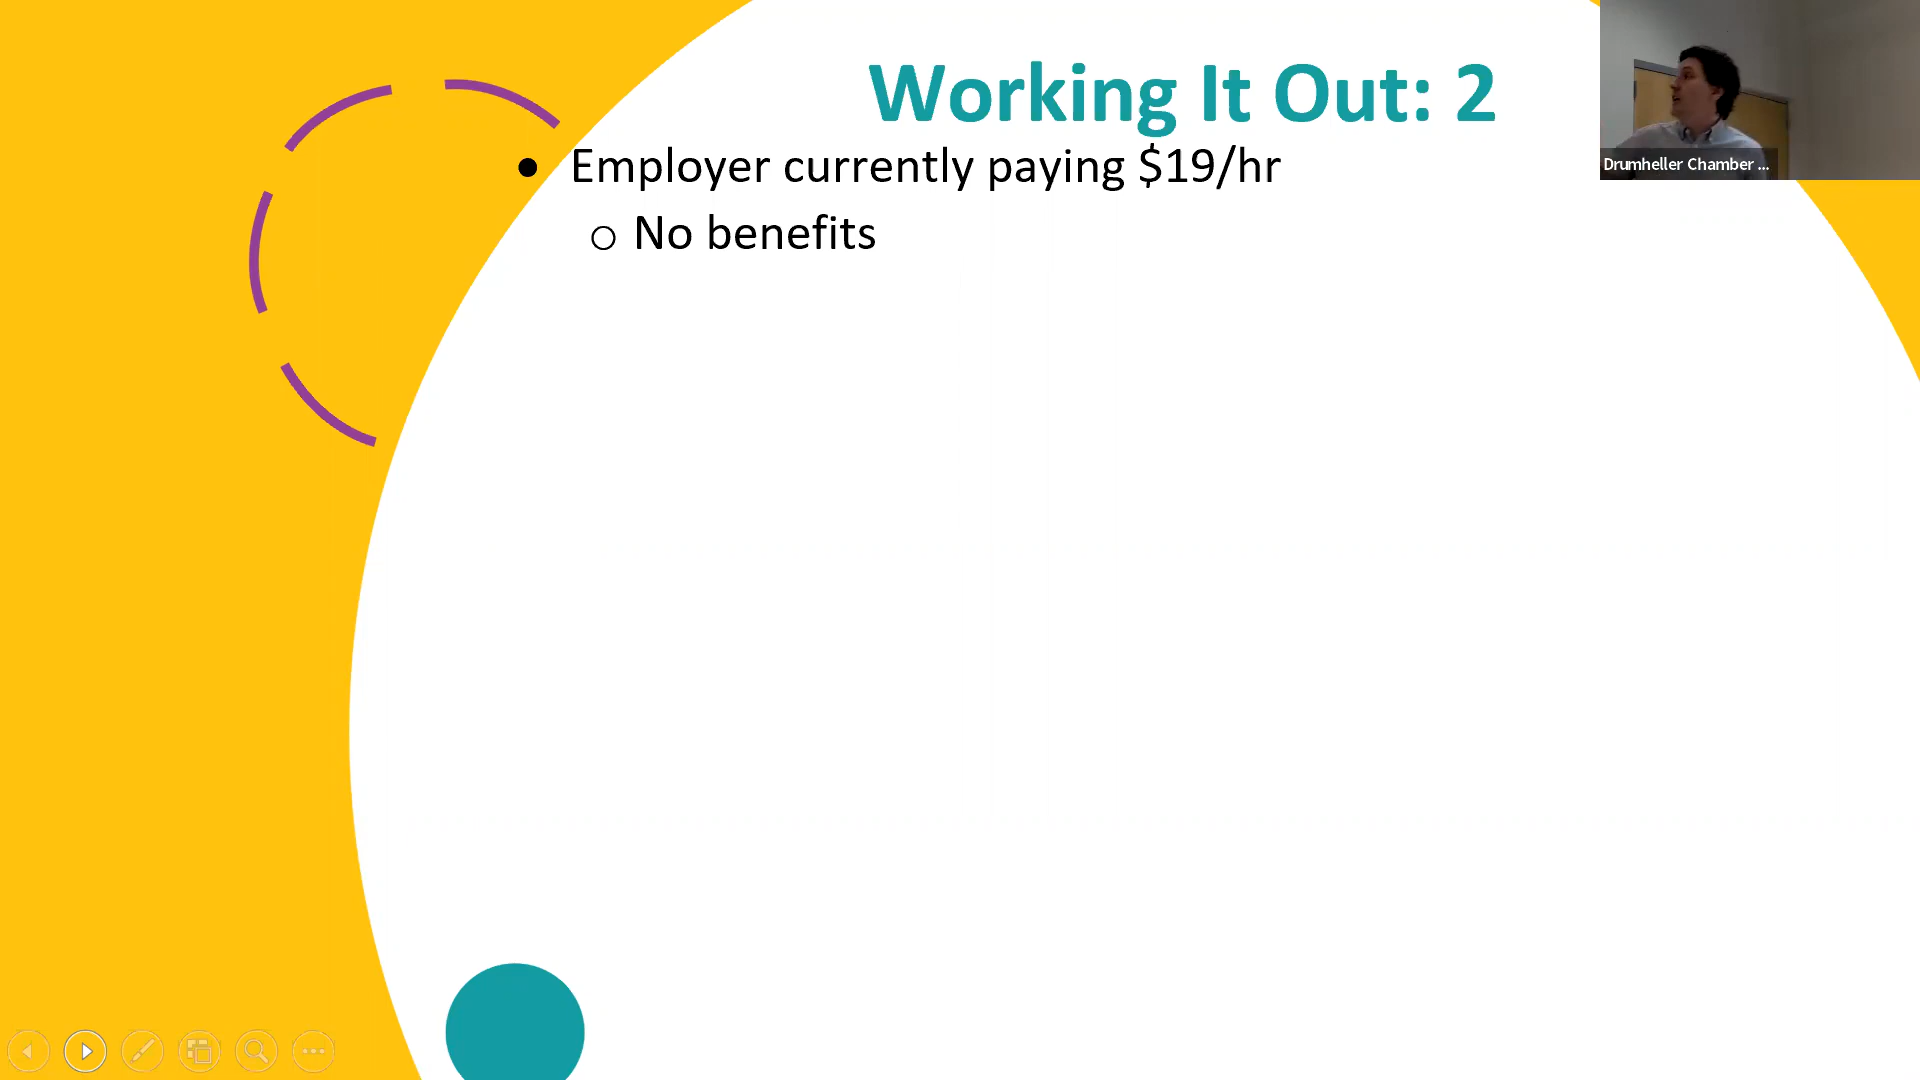 Working It Out: 2
• Employer currently paying $19/hr
○ No benefits
Drumheller Chamber ...